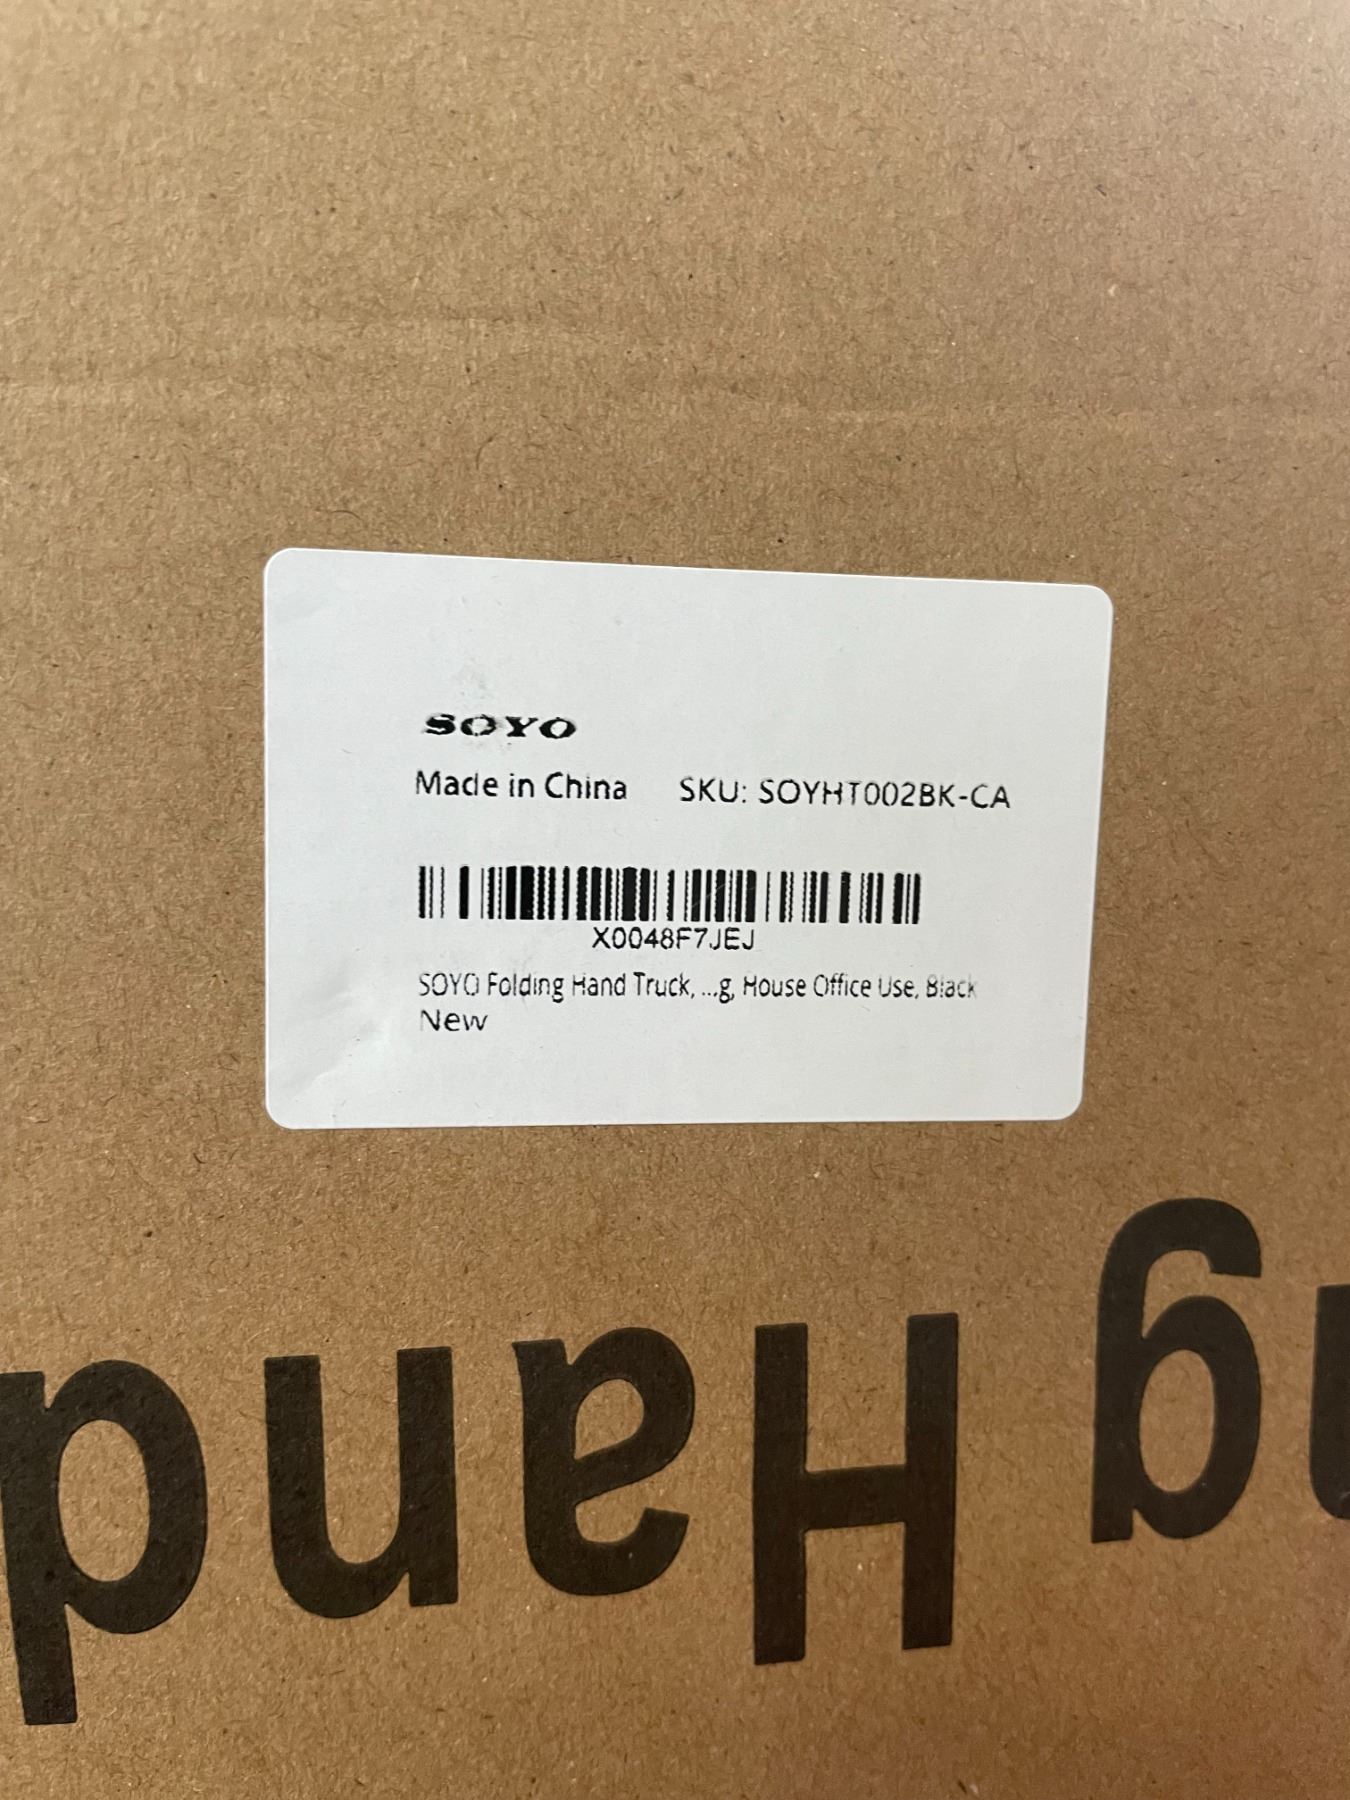 SOYO
Made in China SKU: SOYHT002BK-CA
X0048F7JEJ
SOYO Folding Hand Truck, ...g, House Office Use, Black
New
g Hand